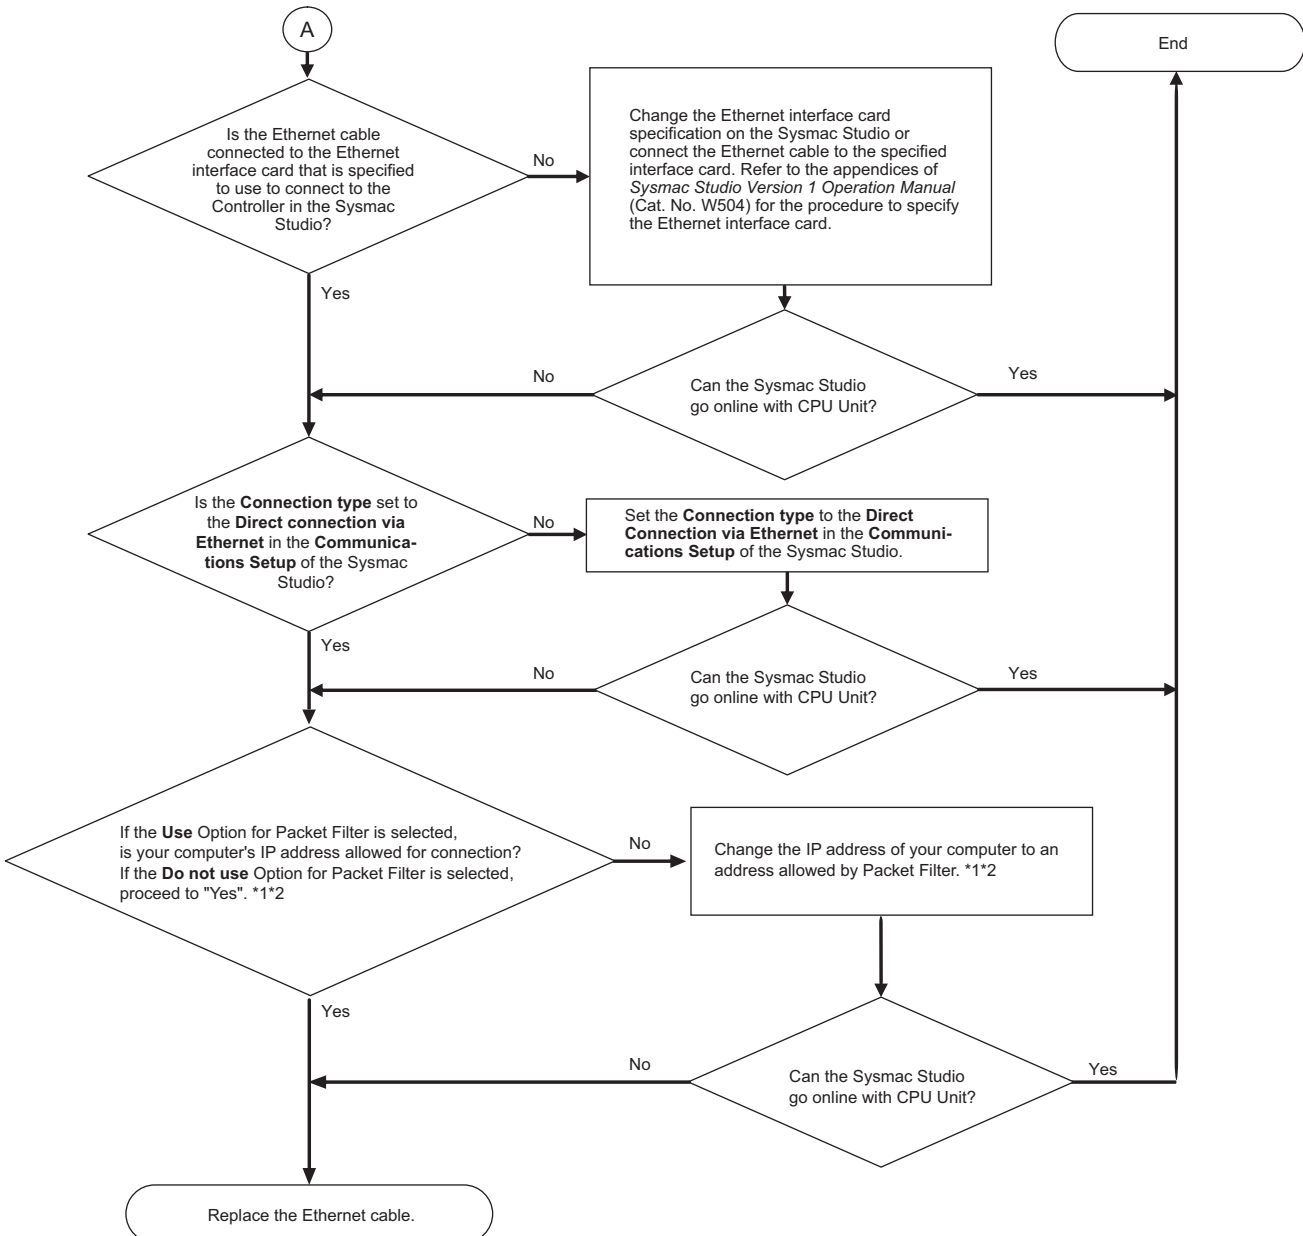 A
End
Is the Ethernet cable
connected to the Ethernet
interface card that is specified
to use to connect to the
Controller in the Sysmac
Studio?
No
Change the Ethernet interface card
specification on the Sysmac Studio or
connect the Ethernet cable to the specified
interface card. Refer to the appendices of
Sysmac Studio Version 1 Operation Manual
(Cat. No. W504) for the procedure to specify
the Ethernet interface card.
Yes
No
Can the Sysmac Studio
go online with CPU Unit?
Yes
Is the Connection type set to
the Direct connection via
Ethernet in the Communica-
tions Setup of the Sysmac
Studio?
No
Set the Connection type to the Direct
Connection via Ethernet in the Communi-
cations Setup of the Sysmac Studio.
Yes
No
Can the Sysmac Studio
go online with CPU Unit?
Yes
If the Use Option for Packet Filter is selected,
is your computer's IP address allowed for connection?
If the Do not use Option for Packet Filter is selected,
proceed to "Yes". *1*2
No
Change the IP address of your computer to an
address allowed by Packet Filter. *1*2
Yes
No
Can the Sysmac Studio
go online with CPU Unit?
Yes
Replace the Ethernet cable.